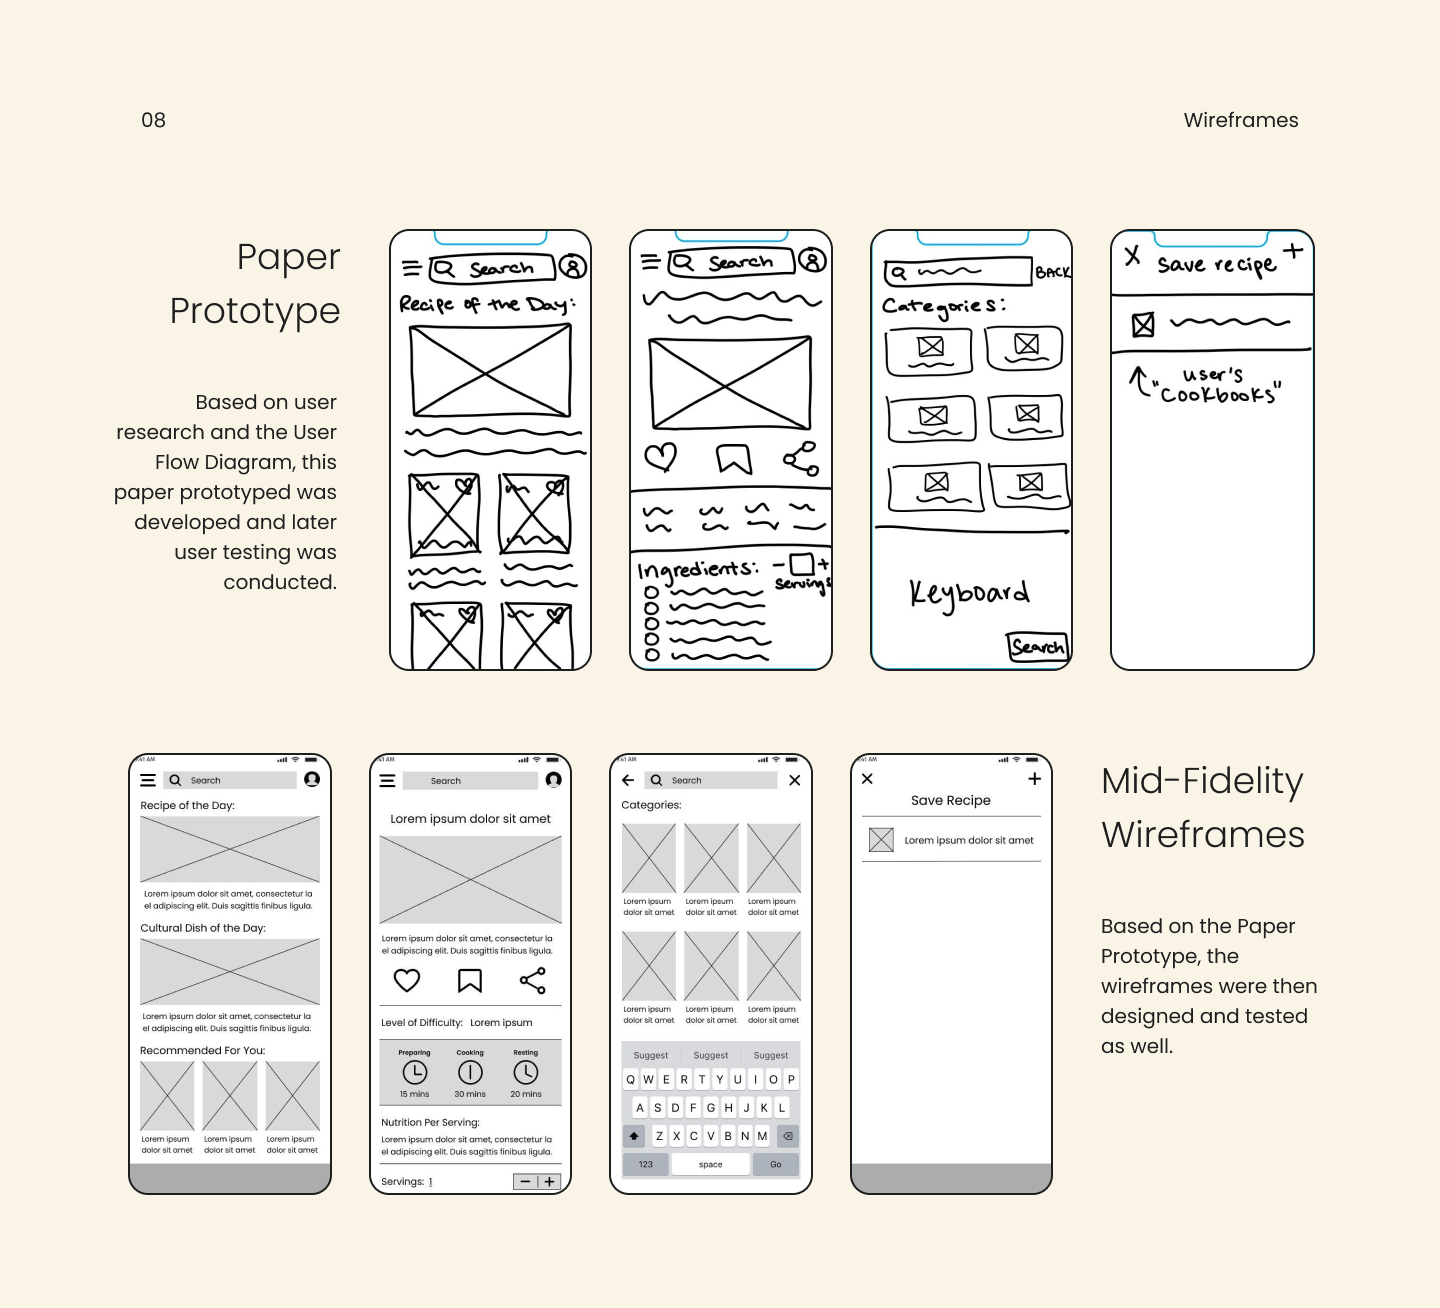 08
Wireframes
Paper
Prototype
Based on user
research and the User
Flow Diagram, this
paper prototyped was
developed and later
user testing was
conducted.
Search
Recipe of the Day:
Search
Ingredients:
- +
Servings
BACK
Categories:
Keyboard
Search
X Save recipe +
User's
"Cookbooks"
9:41 AM
Search
Recipe of the Day:
Lorem ipsum dolor sit amet, consectetur la
el adipiscing elit. Duis sagittis finibus ligula.
Cultural Dish of the Day:
Lorem ipsum dolor sit amet, consectetur la
el adipiscing elit. Duis sagittis finibus ligula.
Recommended For You:
Lorem ipsum Lorem ipsum Lorem ipsum
dolor sit amet dolor sit amet dolor sit amet
9:41 AM
Search
Lorem ipsum dolor sit amet
Lorem ipsum dolor sit amet, consectetur la
el adipiscing elit. Duis sagittis finibus ligula.
Level of Difficulty: Lorem ipsum
Preparing Cooking Resting
15 mins 30 mins 20 mins
Nutrition Per Serving:
Lorem ipsum dolor sit amet, consectetur la
el adipiscing elit. Duis sagittis finibus ligula.
Servings: 1 − +
9:41 AM
Search
Categories:
Lorem ipsum Lorem ipsum Lorem ipsum
dolor sit amet dolor sit amet dolor sit amet
Lorem ipsum Lorem ipsum Lorem ipsum
dolor sit amet dolor sit amet dolor sit amet
Suggest Suggest Suggest
Q W E R T Y U I O P
A S D F G H J K L
Z X C V B N M
123 space Go
9:41 AM
Save Recipe
Lorem ipsum dolor sit amet
Mid-Fidelity
Wireframes
Based on the Paper
Prototype, the
wireframes were then
designed and tested
as well.